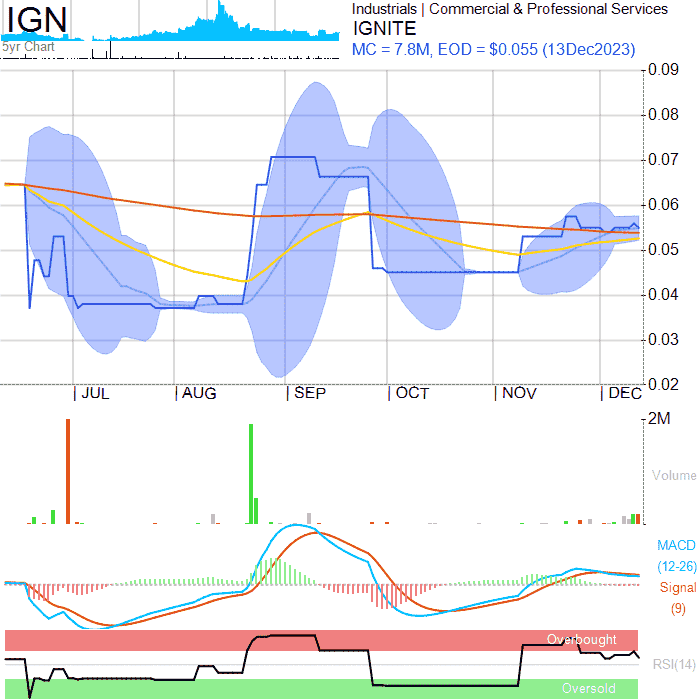 IGN
5yr Chart
Industrials | Commercial & Professional Services
IGNITE
MC = 7.8M, EOD = $0.055 (13Dec2023)
0.09
0.08
0.07
0.06
0.05
0.04
0.03
0.02
| JUL | AUG | SEP | OCT | NOV | DEC
2M
Volume
MACD
(12-26)
Signal
(9)
Overbought
RSI(14)
Oversold